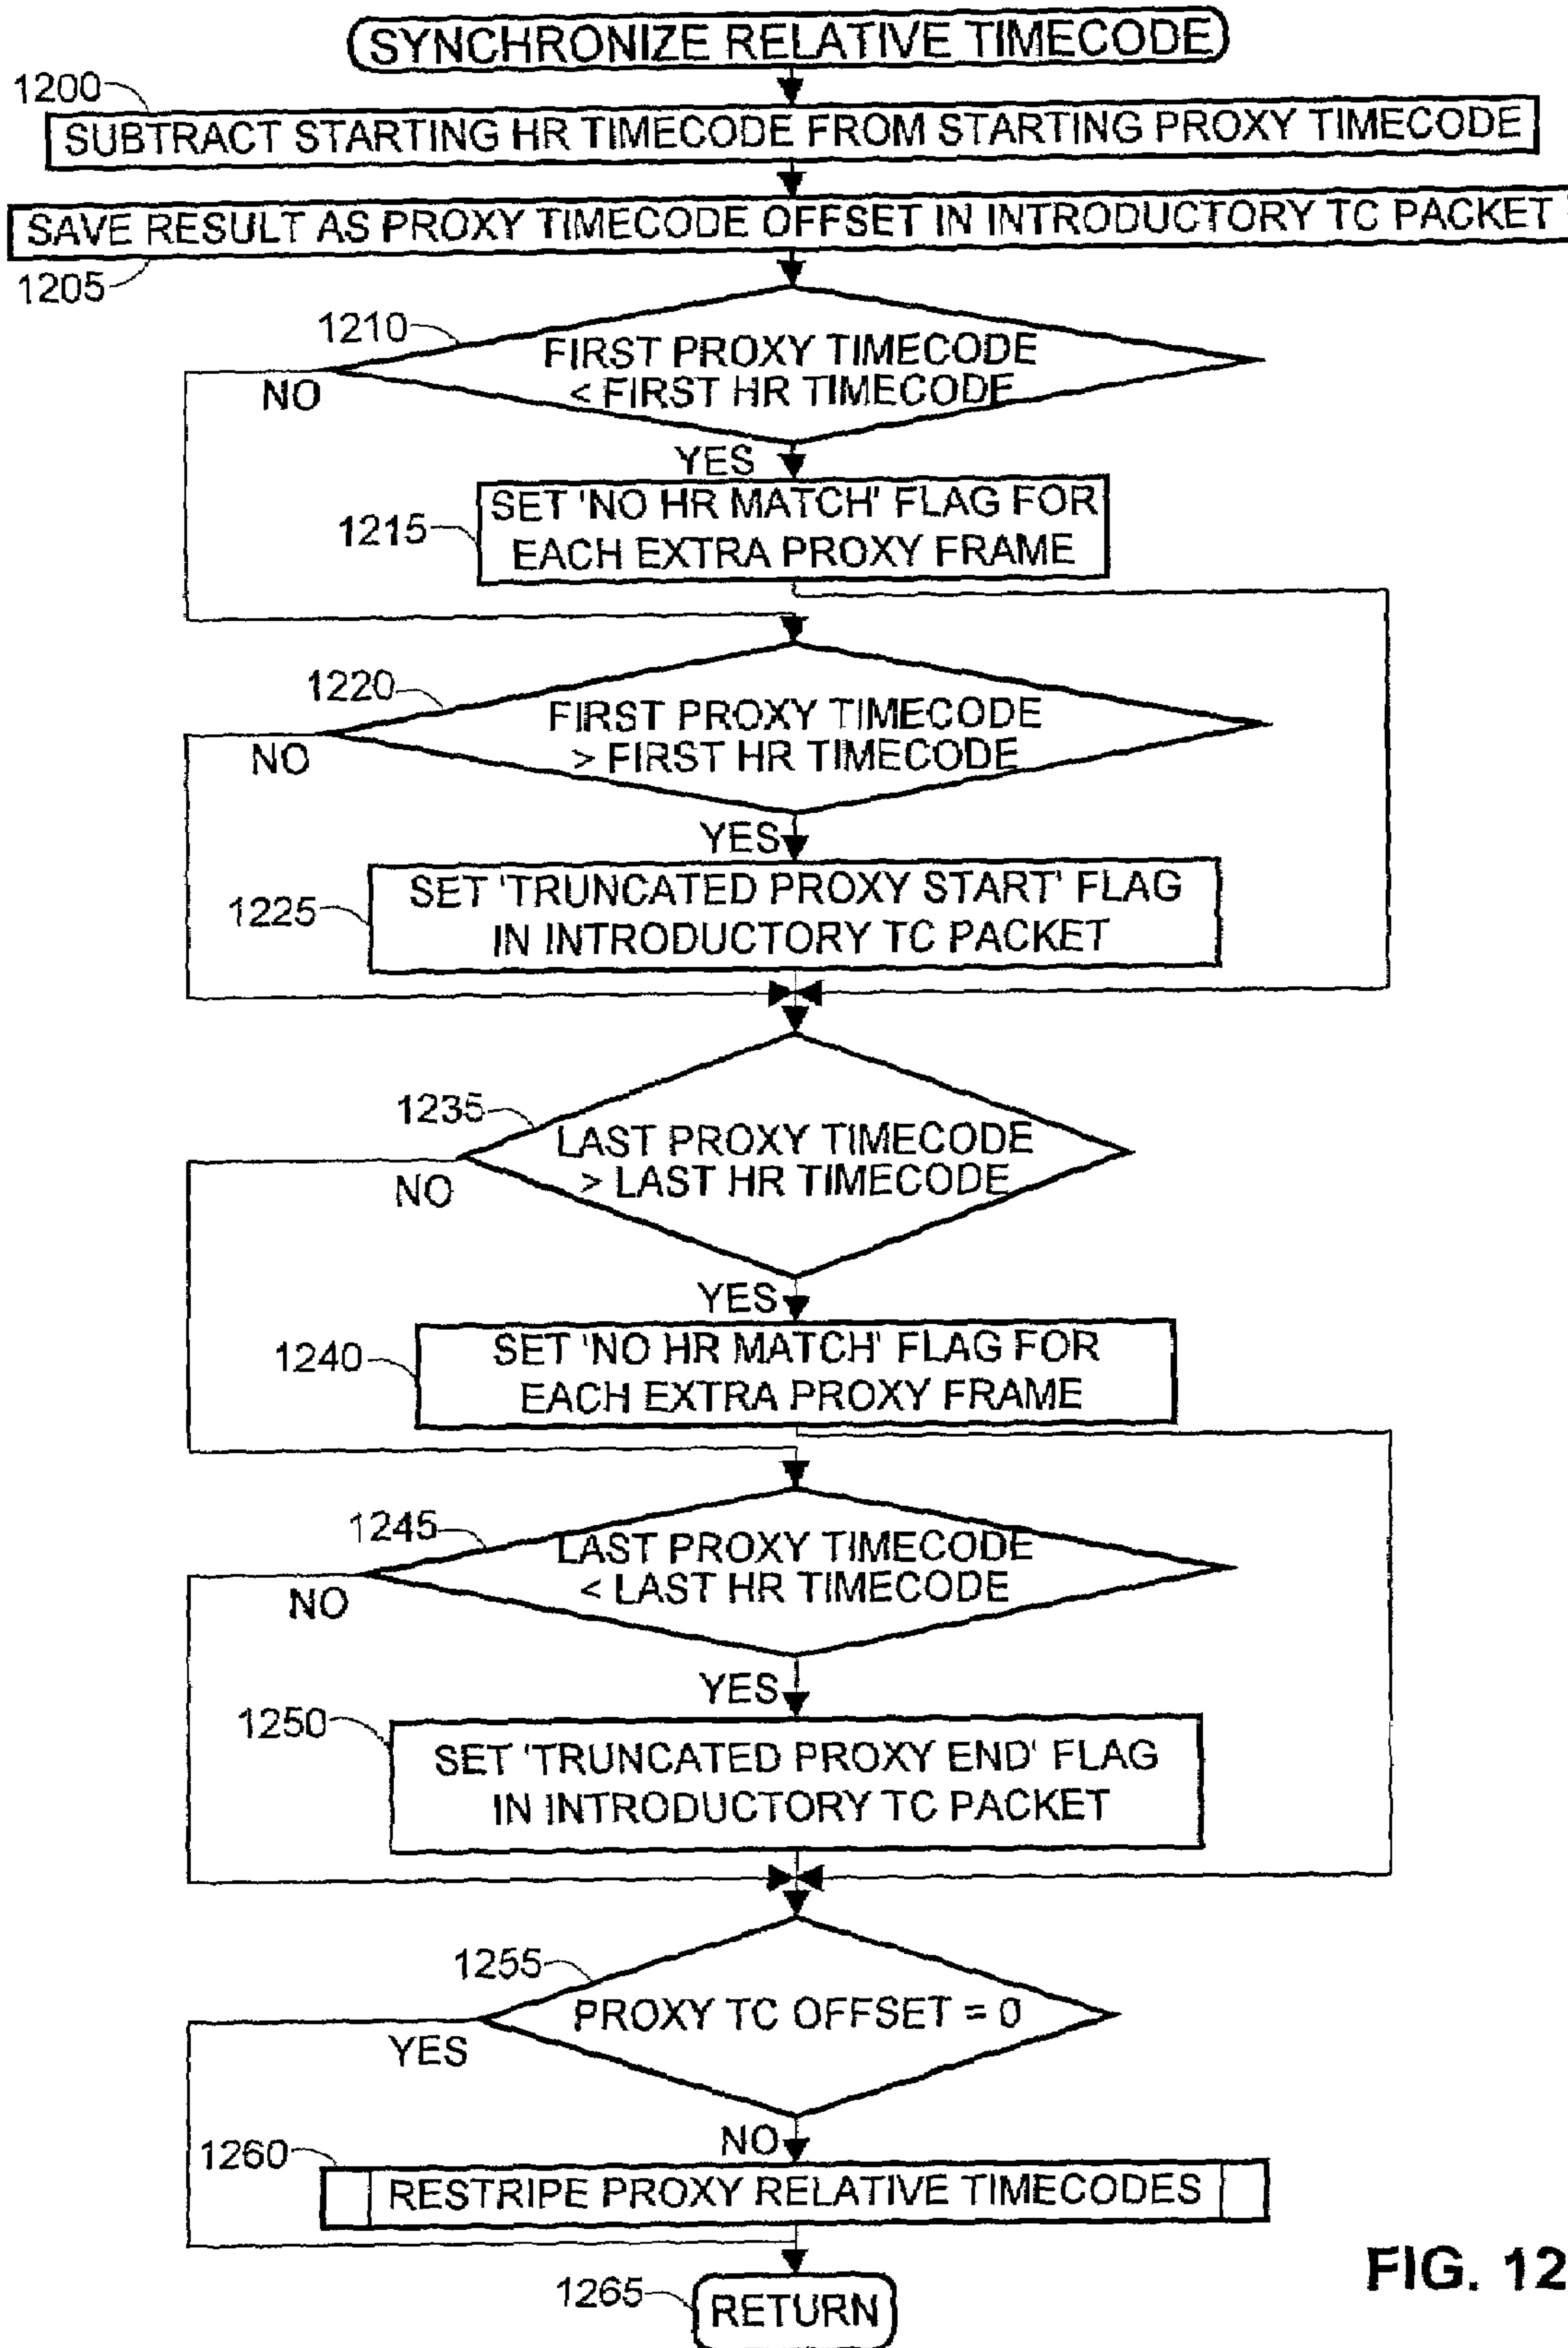 SYNCHRONIZE RELATIVE TIMECODE
1200
SUBTRACT STARTING HR TIMECODE FROM STARTING PROXY TIMECODE
SAVE RESULT AS PROXY TIMECODE OFFSET IN INTRODUCTORY TC PACKET
1205
1210
FIRST PROXY TIMECODE
< FIRST HR TIMECODE
NO
YES
1215
SET 'NO HR MATCH' FLAG FOR
EACH EXTRA PROXY FRAME
1220
FIRST PROXY TIMECODE
> FIRST HR TIMECODE
NO
YES
1225
SET 'TRUNCATED PROXY START' FLAG
IN INTRODUCTORY TC PACKET
1235
LAST PROXY TIMECODE
> LAST HR TIMECODE
NO
YES
1240
SET 'NO HR MATCH' FLAG FOR
EACH EXTRA PROXY FRAME
1245
LAST PROXY TIMECODE
< LAST HR TIMECODE
NO
YES
1250
SET 'TRUNCATED PROXY END' FLAG
IN INTRODUCTORY TC PACKET
1255
PROXY TC OFFSET = 0
YES
NO
1260
RESTRIPE PROXY RELATIVE TIMECODES
1265
RETURN
FIG. 12